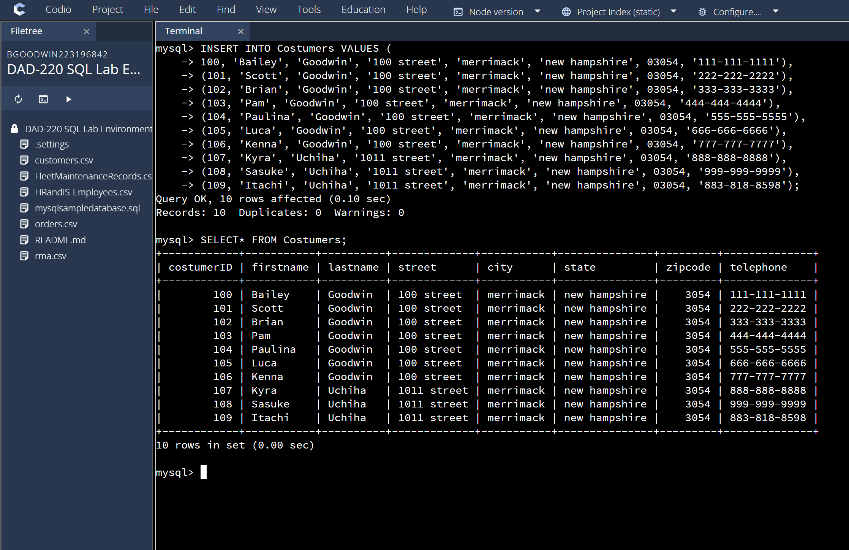 Codio Project File Edit Find View Tools Education Help Node version Project Index (static) Configure....
Filetree
Terminal
BGOODWIN223196842
DAD-220 SQL Lab E...
DAD-220 SQL Lab Environment
.settings
customers.csv
FleetMaintenanceRecords.cs
HRandIS Employees.csv
mysqlsampledatabase.sql
orders.csv
README.md
rma.csv
mysql> INSERT INTO Costumers VALUES (
-> 100, 'Bailey', 'Goodwin', '100 street', 'merrimack', 'new hampshire', 03054, '111-111-1111'),
-> (101, 'Scott', 'Goodwin', '100 street', 'merrimack', 'new hampshire', 03054, '222-222-2222'),
-> (102, 'Brian', 'Goodwin', '100 street', 'merrimack', 'new hampshire', 03054, '333-333-3333'),
-> (103, 'Pam', 'Goodwin', '100 street', 'merrimack', 'new hampshire', 03054, '444-444-4444'),
-> (104, 'Paulina', 'Goodwin', '100 street', 'merrimack', 'new hampshire', 03054, '555-555-5555'),
-> (105, 'Luca', 'Goodwin', '100 street', 'merrimack', 'new hampshire', 03054, '666-666-6666'),
-> (106, 'Kenna', 'Goodwin', '100 street', 'merrimack', 'new hampshire', 03054, '777-777-7777'),
-> (107, 'Kyra', 'Uchiha', '1011 street', 'merrimack', 'new hampshire', 03054, '888-888-8888'),
-> (108, 'Sasuke', 'Uchiha', '1011 street', 'merrimack', 'new hampshire', 03054, '999-999-9999'),
-> (109, 'Itachi', 'Uchiha', '1011 street', 'merrimack', 'new hampshire', 03054, '883-818-8598');
Query OK, 10 rows affected (0.10 sec)
Records: 10 Duplicates: 0 Warnings: 0
mysql> SELECT* FROM Costumers;
| costumerID | firstname | lastname | street | city | state | zipcode | telephone |
| 100 | Bailey | Goodwin | 100 street | merrimack | new hampshire | 3054 | 111-111-1111 |
| 101 | Scott | Goodwin | 100 street | merrimack | new hampshire | 3054 | 222-222-2222 |
| 102 | Brian | Goodwin | 100 street | merrimack | new hampshire | 3054 | 333-333-3333 |
| 103 | Pam | Goodwin | 100 street | merrimack | new hampshire | 3054 | 444-444-4444 |
| 104 | Paulina | Goodwin | 100 street | merrimack | new hampshire | 3054 | 555-555-5555 |
| 105 | Luca | Goodwin | 100 street | merrimack | new hampshire | 3054 | 666-666-6666 |
| 106 | Kenna | Goodwin | 100 street | merrimack | new hampshire | 3054 | 777-777-7777 |
| 107 | Kyra | Uchiha | 1011 street | merrimack | new hampshire | 3054 | 888-888-8888 |
| 108 | Sasuke | Uchiha | 1011 street | merrimack | new hampshire | 3054 | 999-999-9999 |
| 109 | Itachi | Uchiha | 1011 street | merrimack | new hampshire | 3054 | 883-818-8598 |
10 rows in set (0.00 sec)
mysql>